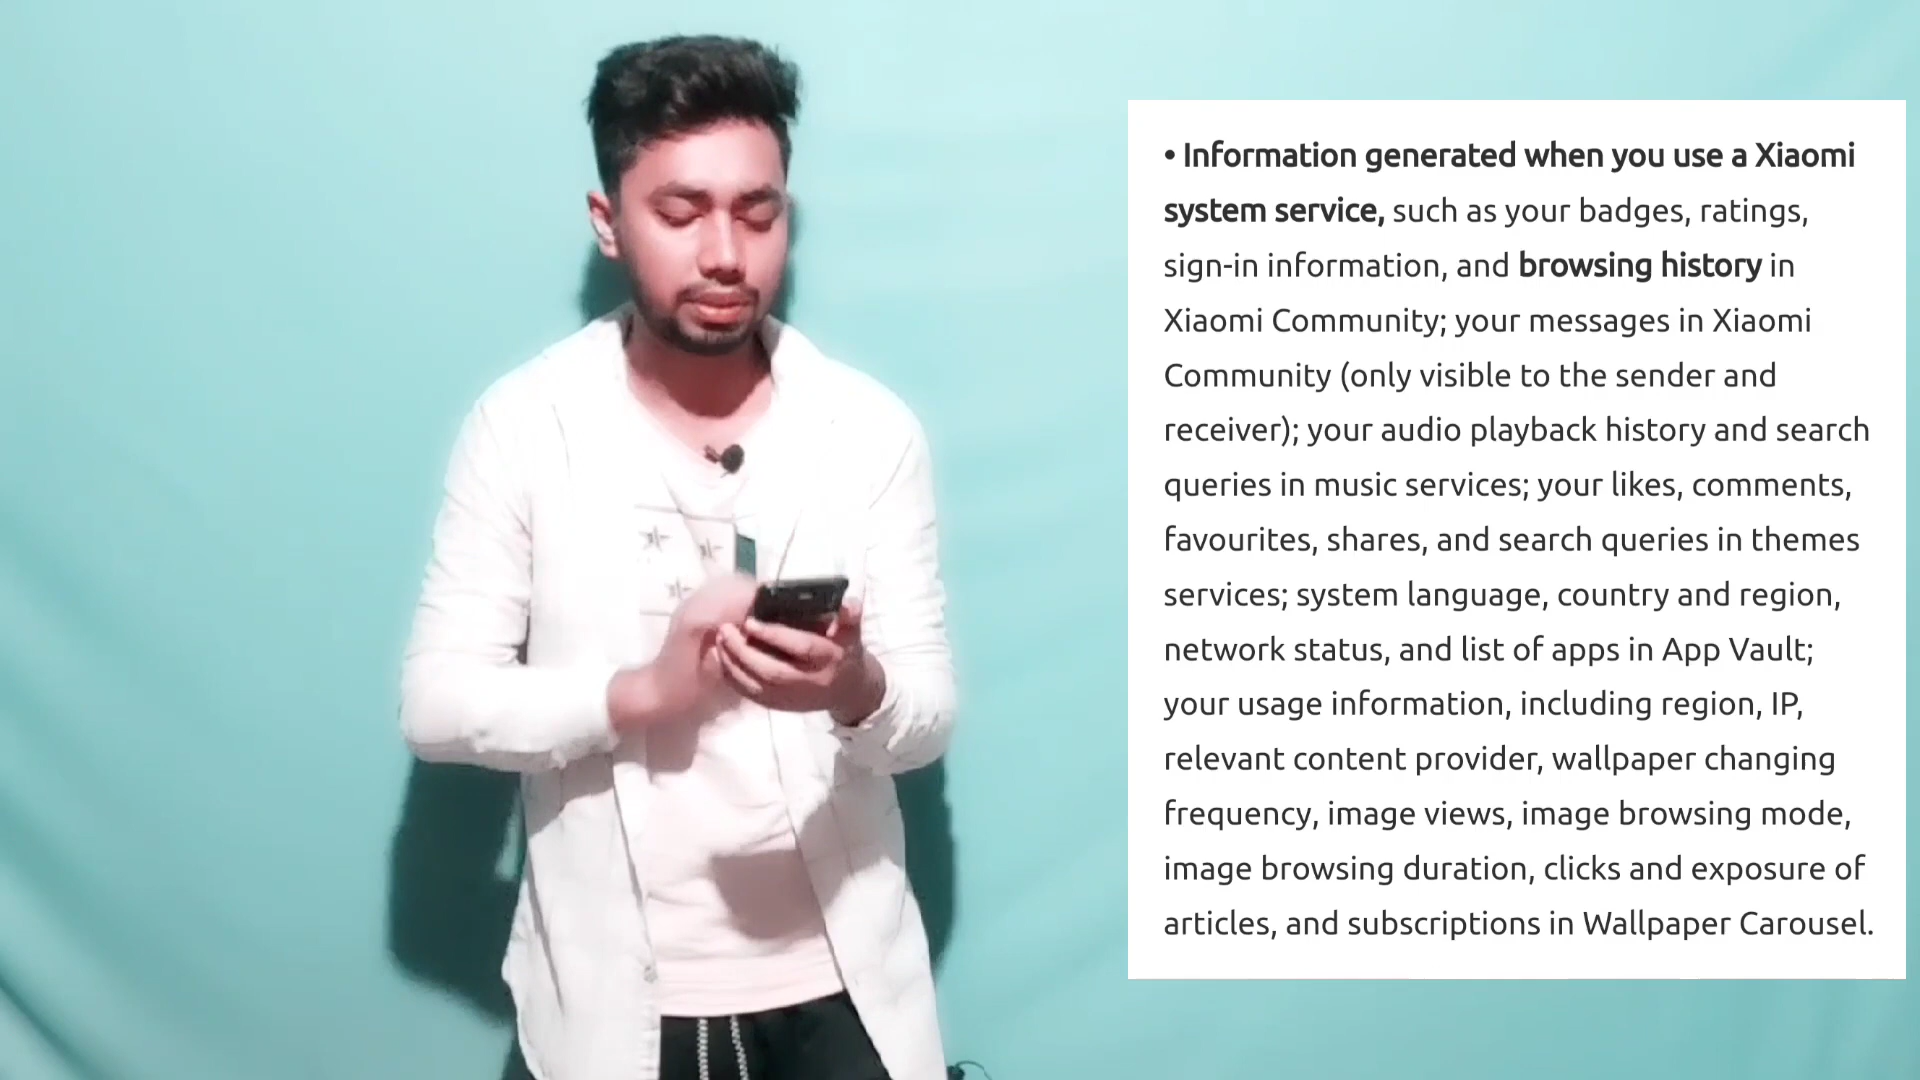 • Information generated when you use a Xiaomi
system service, such as your badges, ratings,
sign-in information, and browsing history in
Xiaomi Community; your messages in Xiaomi
Community (only visible to the sender and
receiver); your audio playback history and search
queries in music services; your likes, comments,
favourites, shares, and search queries in themes
services; system language, country and region,
network status, and list of apps in App Vault;
your usage information, including region, IP,
relevant content provider, wallpaper changing
frequency, image views, image browsing mode,
image browsing duration, clicks and exposure of
articles, and subscriptions in Wallpaper Carousel.